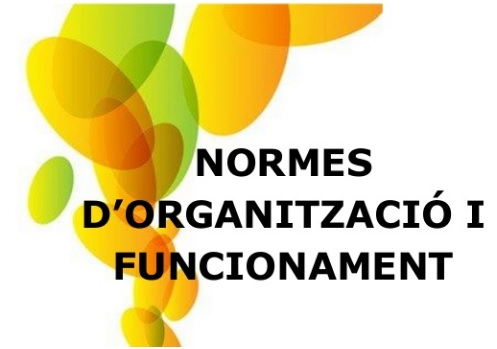 NORMES
D’ORGANITZACIÓ I
FUNCIONAMENT